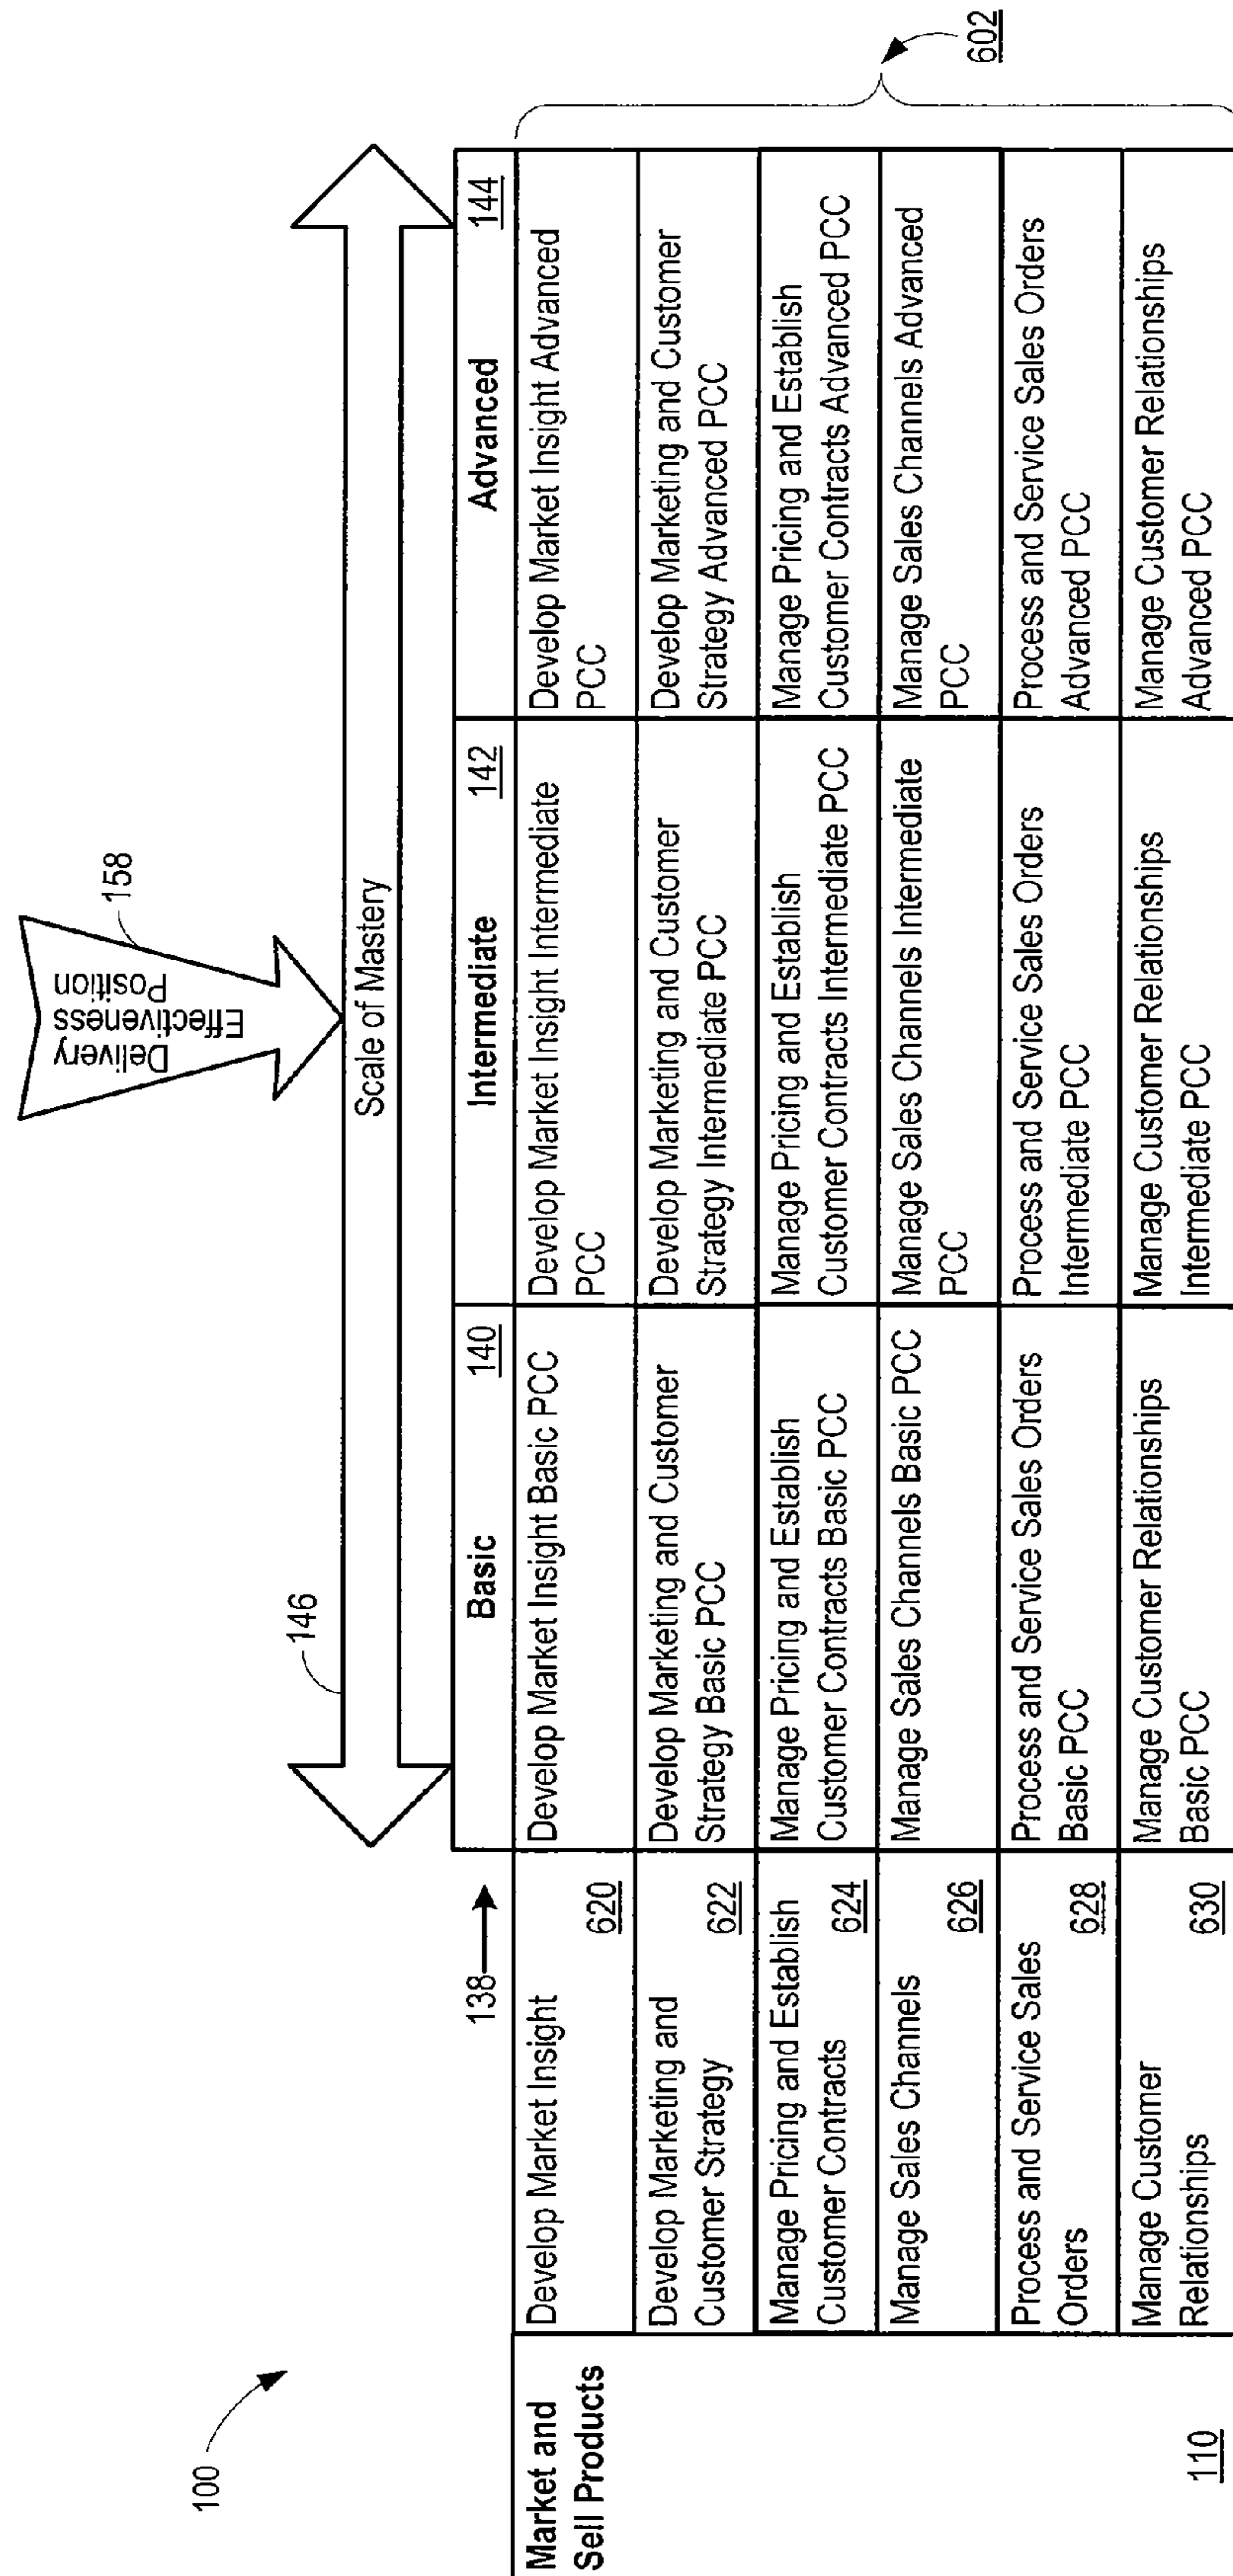 100
158
Delivery
Effectiveness
Position
146
Scale of Mastery
138
Basic
140
Intermediate
142
Advanced
144
Market and
Sell Products
110
Develop Market Insight
620
Develop Market Insight Basic PCC
Develop Market Insight Intermediate
PCC
Develop Market Insight Advanced
PCC
Develop Marketing and
Customer Strategy
622
Develop Marketing and Customer
Strategy Basic PCC
Develop Marketing and Customer
Strategy Intermediate PCC
Develop Marketing and Customer
Strategy Advanced PCC
Manage Pricing and Establish
Customer Contracts
624
Manage Pricing and Establish
Customer Contracts Basic PCC
Manage Pricing and Establish
Customer Contracts Intermediate PCC
Manage Pricing and Establish
Customer Contracts Advanced PCC
Manage Sales Channels
626
Manage Sales Channels Basic PCC
Manage Sales Channels Intermediate
PCC
Manage Sales Channels Advanced
PCC
Process and Service Sales
Orders
628
Process and Service Sales Orders
Basic PCC
Process and Service Sales Orders
Intermediate PCC
Process and Service Sales Orders
Advanced PCC
Manage Customer
Relationships
630
Manage Customer Relationships
Basic PCC
Manage Customer Relationships
Intermediate PCC
Manage Customer Relationships
Advanced PCC
602